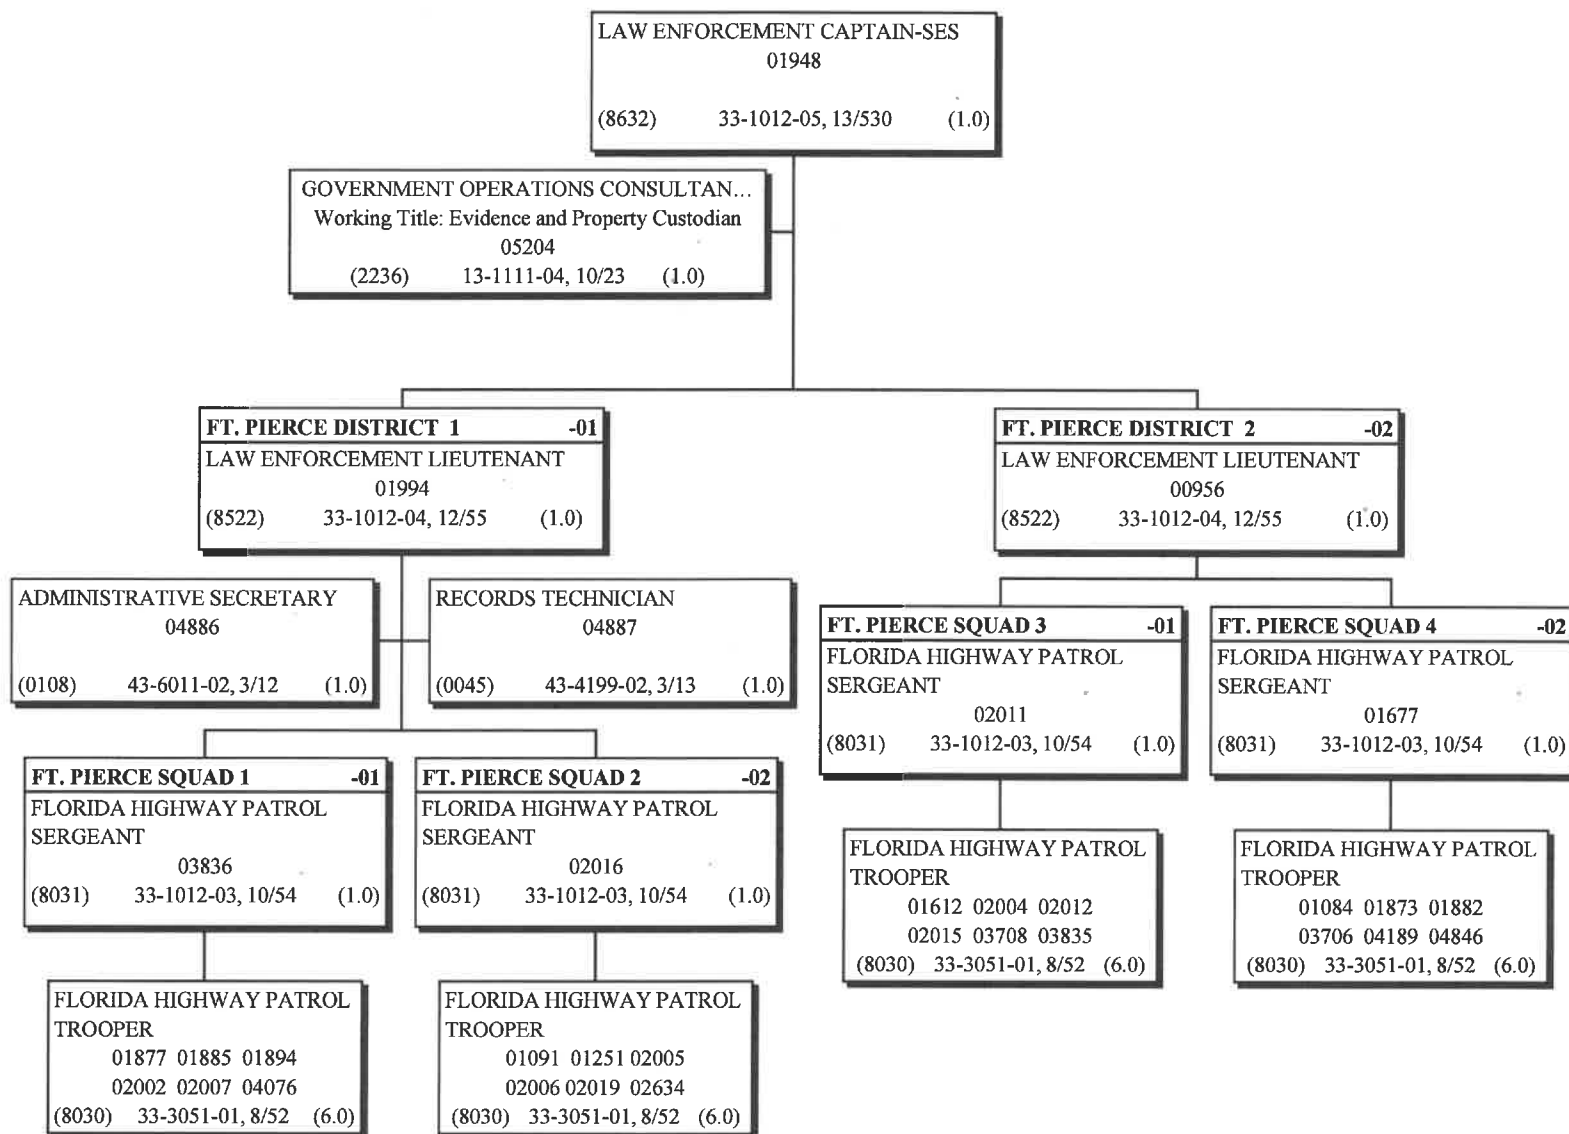 LAW ENFORCEMENT CAPTAIN-SES
01948
(8632) 33-1012-05, 13/530 (1.0)
GOVERNMENT OPERATIONS CONSULTAN...
Working Title: Evidence and Property Custodian
05204
(2236) 13-1111-04, 10/23 (1.0)
FT. PIERCE DISTRICT 1 -01
LAW ENFORCEMENT LIEUTENANT
01994
(8522) 33-1012-04, 12/55 (1.0)
FT. PIERCE DISTRICT 2 -02
LAW ENFORCEMENT LIEUTENANT
00956
(8522) 33-1012-04, 12/55 (1.0)
ADMINISTRATIVE SECRETARY
04886
(0108) 43-6011-02, 3/12 (1.0)
RECORDS TECHNICIAN
04887
(0045) 43-4199-02, 3/13 (1.0)
FT. PIERCE SQUAD 3 -01
FLORIDA HIGHWAY PATROL
SERGEANT
02011
(8031) 33-1012-03, 10/54 (1.0)
FT. PIERCE SQUAD 4 -02
FLORIDA HIGHWAY PATROL
SERGEANT
01677
(8031) 33-1012-03, 10/54 (1.0)
FT. PIERCE SQUAD 1 -01
FLORIDA HIGHWAY PATROL
SERGEANT
03836
(8031) 33-1012-03, 10/54 (1.0)
FT. PIERCE SQUAD 2 -02
FLORIDA HIGHWAY PATROL
SERGEANT
02016
(8031) 33-1012-03, 10/54 (1.0)
FLORIDA HIGHWAY PATROL
TROOPER
01612 02004 02012
02015 03708 03835
(8030) 33-3051-01, 8/52 (6.0)
FLORIDA HIGHWAY PATROL
TROOPER
01084 01873 01882
03706 04189 04846
(8030) 33-3051-01, 8/52 (6.0)
FLORIDA HIGHWAY PATROL
TROOPER
01877 01885 01894
02002 02007 04076
(8030) 33-3051-01, 8/52 (6.0)
FLORIDA HIGHWAY PATROL
TROOPER
01091 01251 02005
02006 02019 02634
(8030) 33-3051-01, 8/52 (6.0)